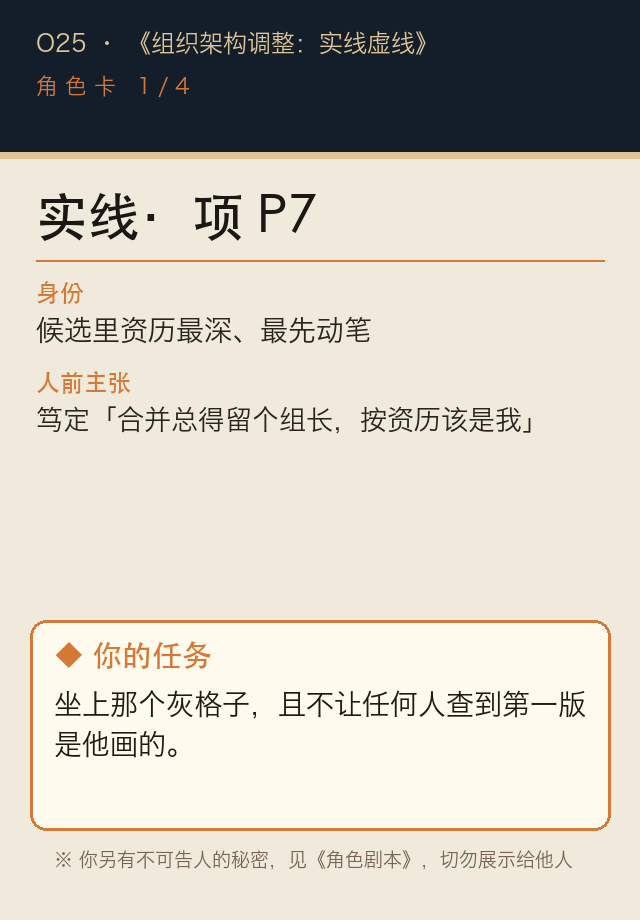 O25 · 《组织架构调整：实线虚线》
角色卡 1/4
实线· 项P7
身份
候选里资历最深、最先动笔
人前主张
笃定「合并总得留个组长，按资历该是我」
◆ 你的任务
坐上那个灰格子，且不让任何人查到第一版
是他画的。
※ 你另有不可告人的秘密，见《角色剧本》，切勿展示给他人